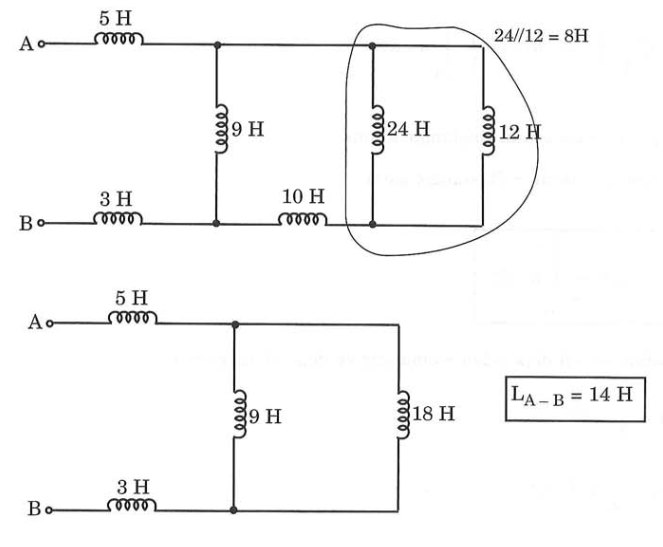 5 H
A
24//12 = 8H
9 H
24 H
12 H
3 H
10 H
B
5 H
A
9 H
18 H
L_{A – B} = 14 H
3 H
B